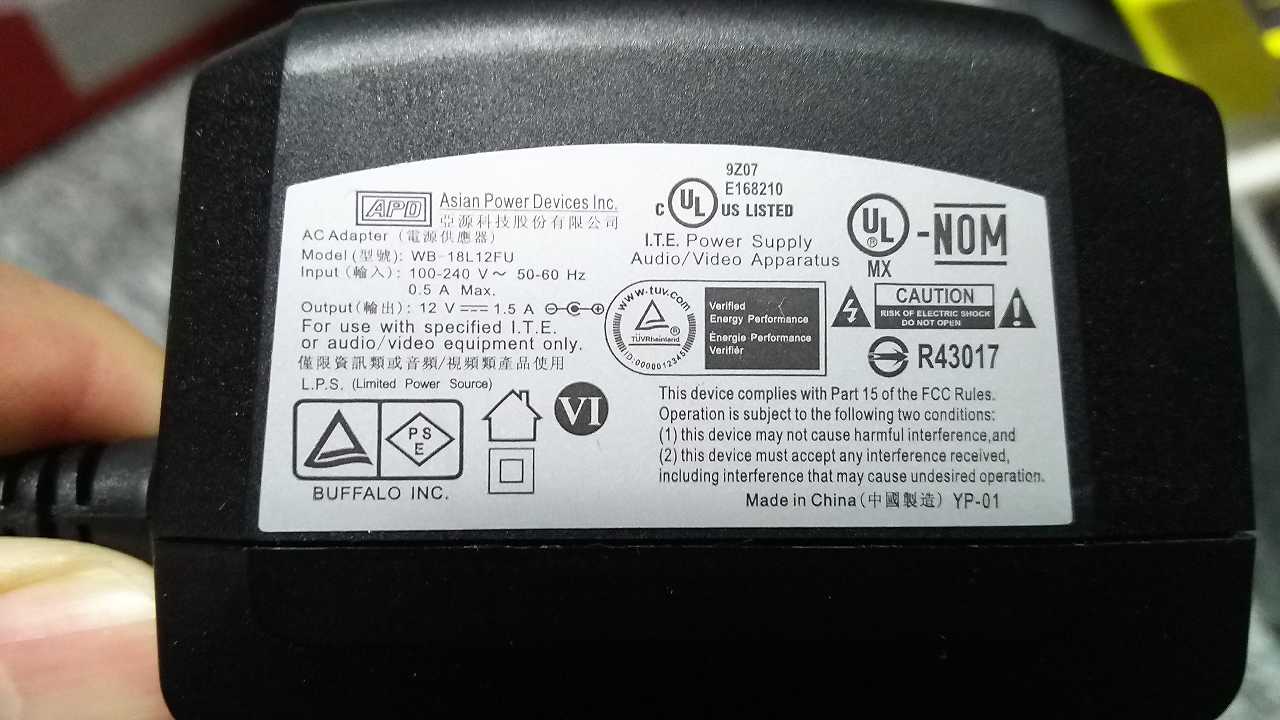 APD Asian Power Devices Inc.
亞源科技股份有限公司
AC Adapter (電源供應器)
Model (型號): WB-18L12FU
Input (輸入): 100-240 V~ 50-60 Hz
0.5 A Max.
Output (輸出): 12 V 1.5 A
For use with specified I.T.E.
or audio/video equipment only.
僅限資訊類或音頻/視頻類產品使用
L.P.S. (Limited Power Source)
PS
E
BUFFALO INC.
VI
9Z07
E168210
C UL US LISTED
I.T.E. Power Supply
Audio/Video Apparatus
UL ® -NOM
MX
www.tuv.com
TÜVRheinland ®
ID:0000012345
Verified
Energy Performance
Énergie Performance
Verifiér
CAUTION
RISK OF ELECTRIC SHOCK
DO NOT OPEN
R43017
This device complies with Part 15 of the FCC Rules.
Operation is subject to the following two conditions:
(1) this device may not cause harmful interference,and
(2) this device must accept any interference received,
including interference that may cause undesired operation.
Made in China (中國製造) YP-01